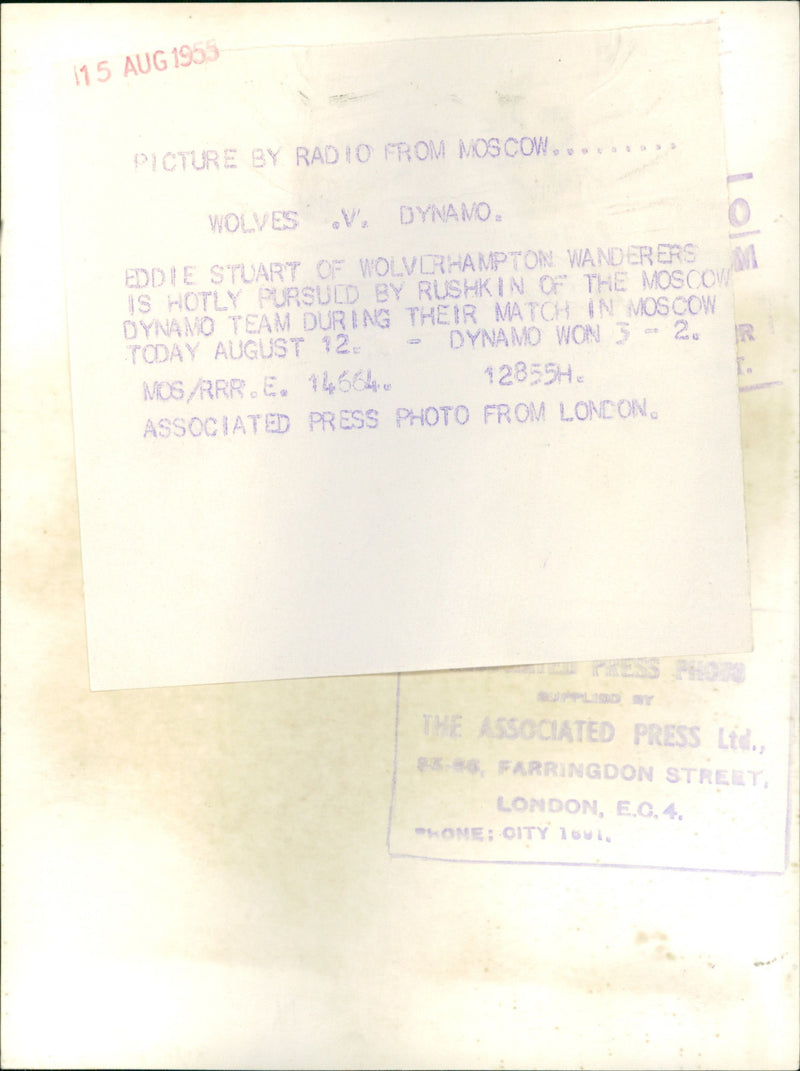 15 AUG 1955
PICTURE BY RADIO FROM MOSCOW..........
WOLVES .V. DYNAMO.
EDDIE STUART OF WOLVERHAMPTON WANDERERS
IS HOTLY PURSUED BY RUSHKIN OF THE MOSCOW
DYNAMO TEAM DURING THEIR MATCH IN MOSCOW
TODAY AUGUST 12. - DYNAMO WON 3 - 2.
MOS/RRR.E. 14664. 12855H.
ASSOCIATED PRESS PHOTO FROM LONDON.
O
M
R
T.
PRESS PHOTO
SUPPLIED BY
THE ASSOCIATED PRESS Ltd.,
FARRINGDON STREET,
LONDON, E.C.4.
PHONE; CITY